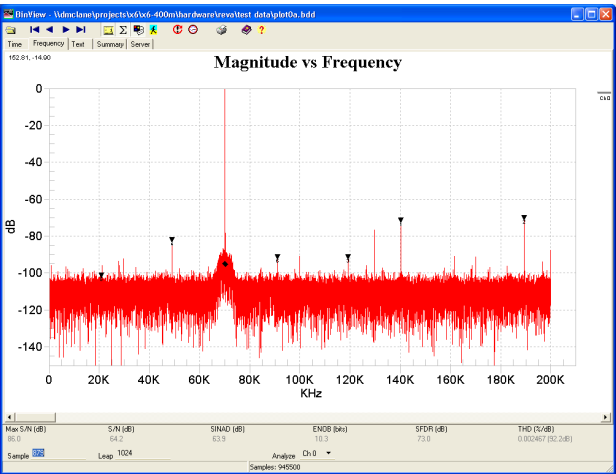 BinView - \\dmclane\projects\x6\x6-400m\hardware\reva\test data\plot0a.bdd
Time Frequency Text Summary Server
152.81, -14.90
Magnitude vs Frequency
Ch0
0
-20
-40
-60
-80
-100
-120
-140
dB
0 20K 40K 60K 80K 100K 120K 140K 160K 180K 200K
KHz
Max S/N (dB) S/N (dB) SINAD (dB) ENOB (bits) SFDR (dB) THD (%/dB)
86.0 64.2 63.9 10.3 73.0 0.002467 (92.2dB)
Sample 879 Leap 1024 Analyze Ch 0
Samples: 945500